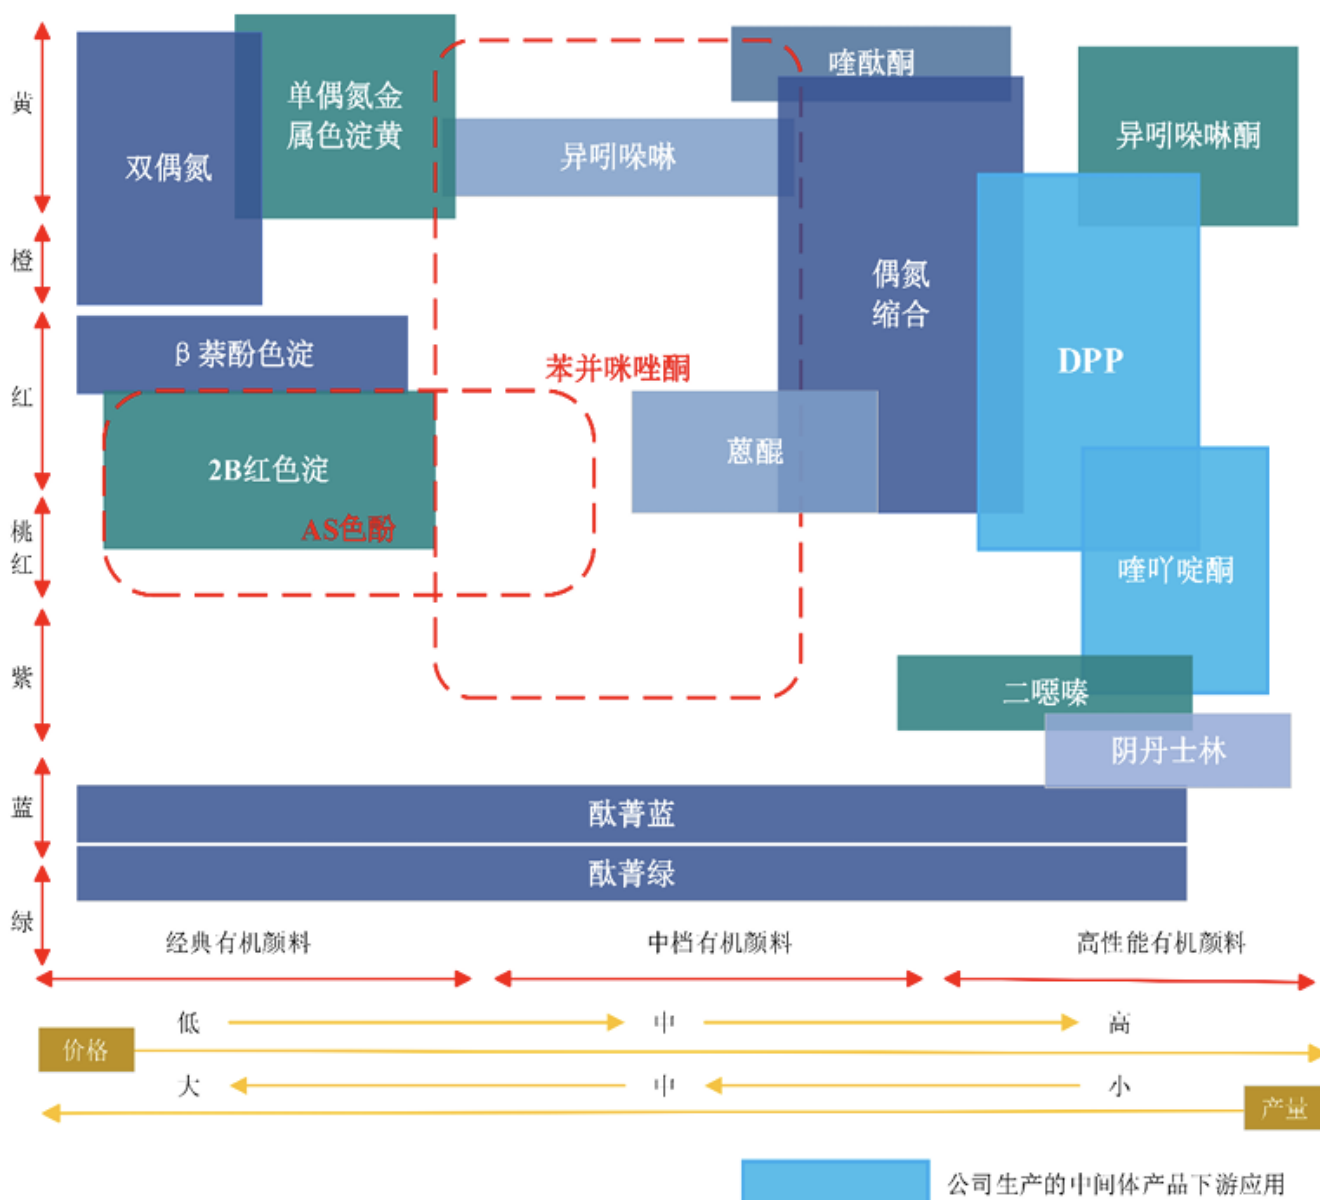 黄
橙
红
桃
红
紫
蓝
绿
双偶氮
单偶氮金
属色淀黄
异吲哚啉
喹酞酮
异吲哚啉酮
偶氮
缩合
DPP
β萘酚色淀
苯并咪唑酮
2B红色淀
AS色酚
蒽醌
喹吖啶酮
二噁嗪
阴丹士林
酞菁蓝
酞菁绿
经典有机颜料
中档有机颜料
高性能有机颜料
低
中
高
价格
大
中
小
产量
公司生产的中间体产品下游应用